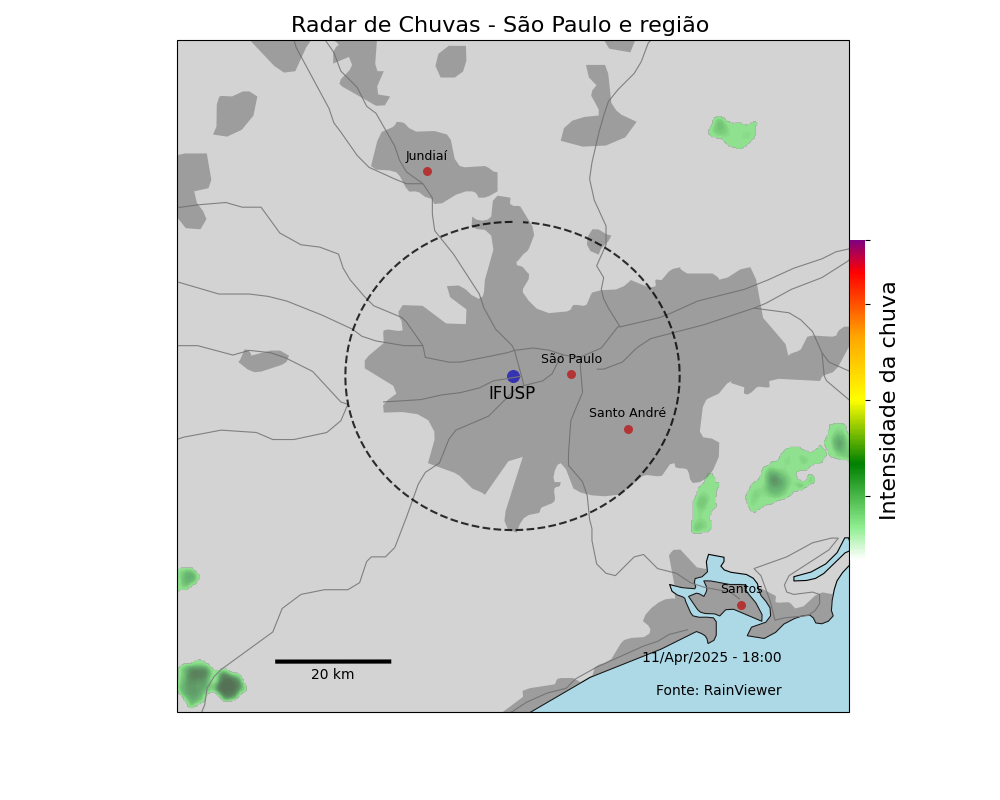 Radar de Chuvas - São Paulo e região
Jundiaí
São Paulo
IFUSP
Santo André
Intensidade da chuva
Santos
11/Apr/2025 - 18:00
20 km
Fonte: RainViewer